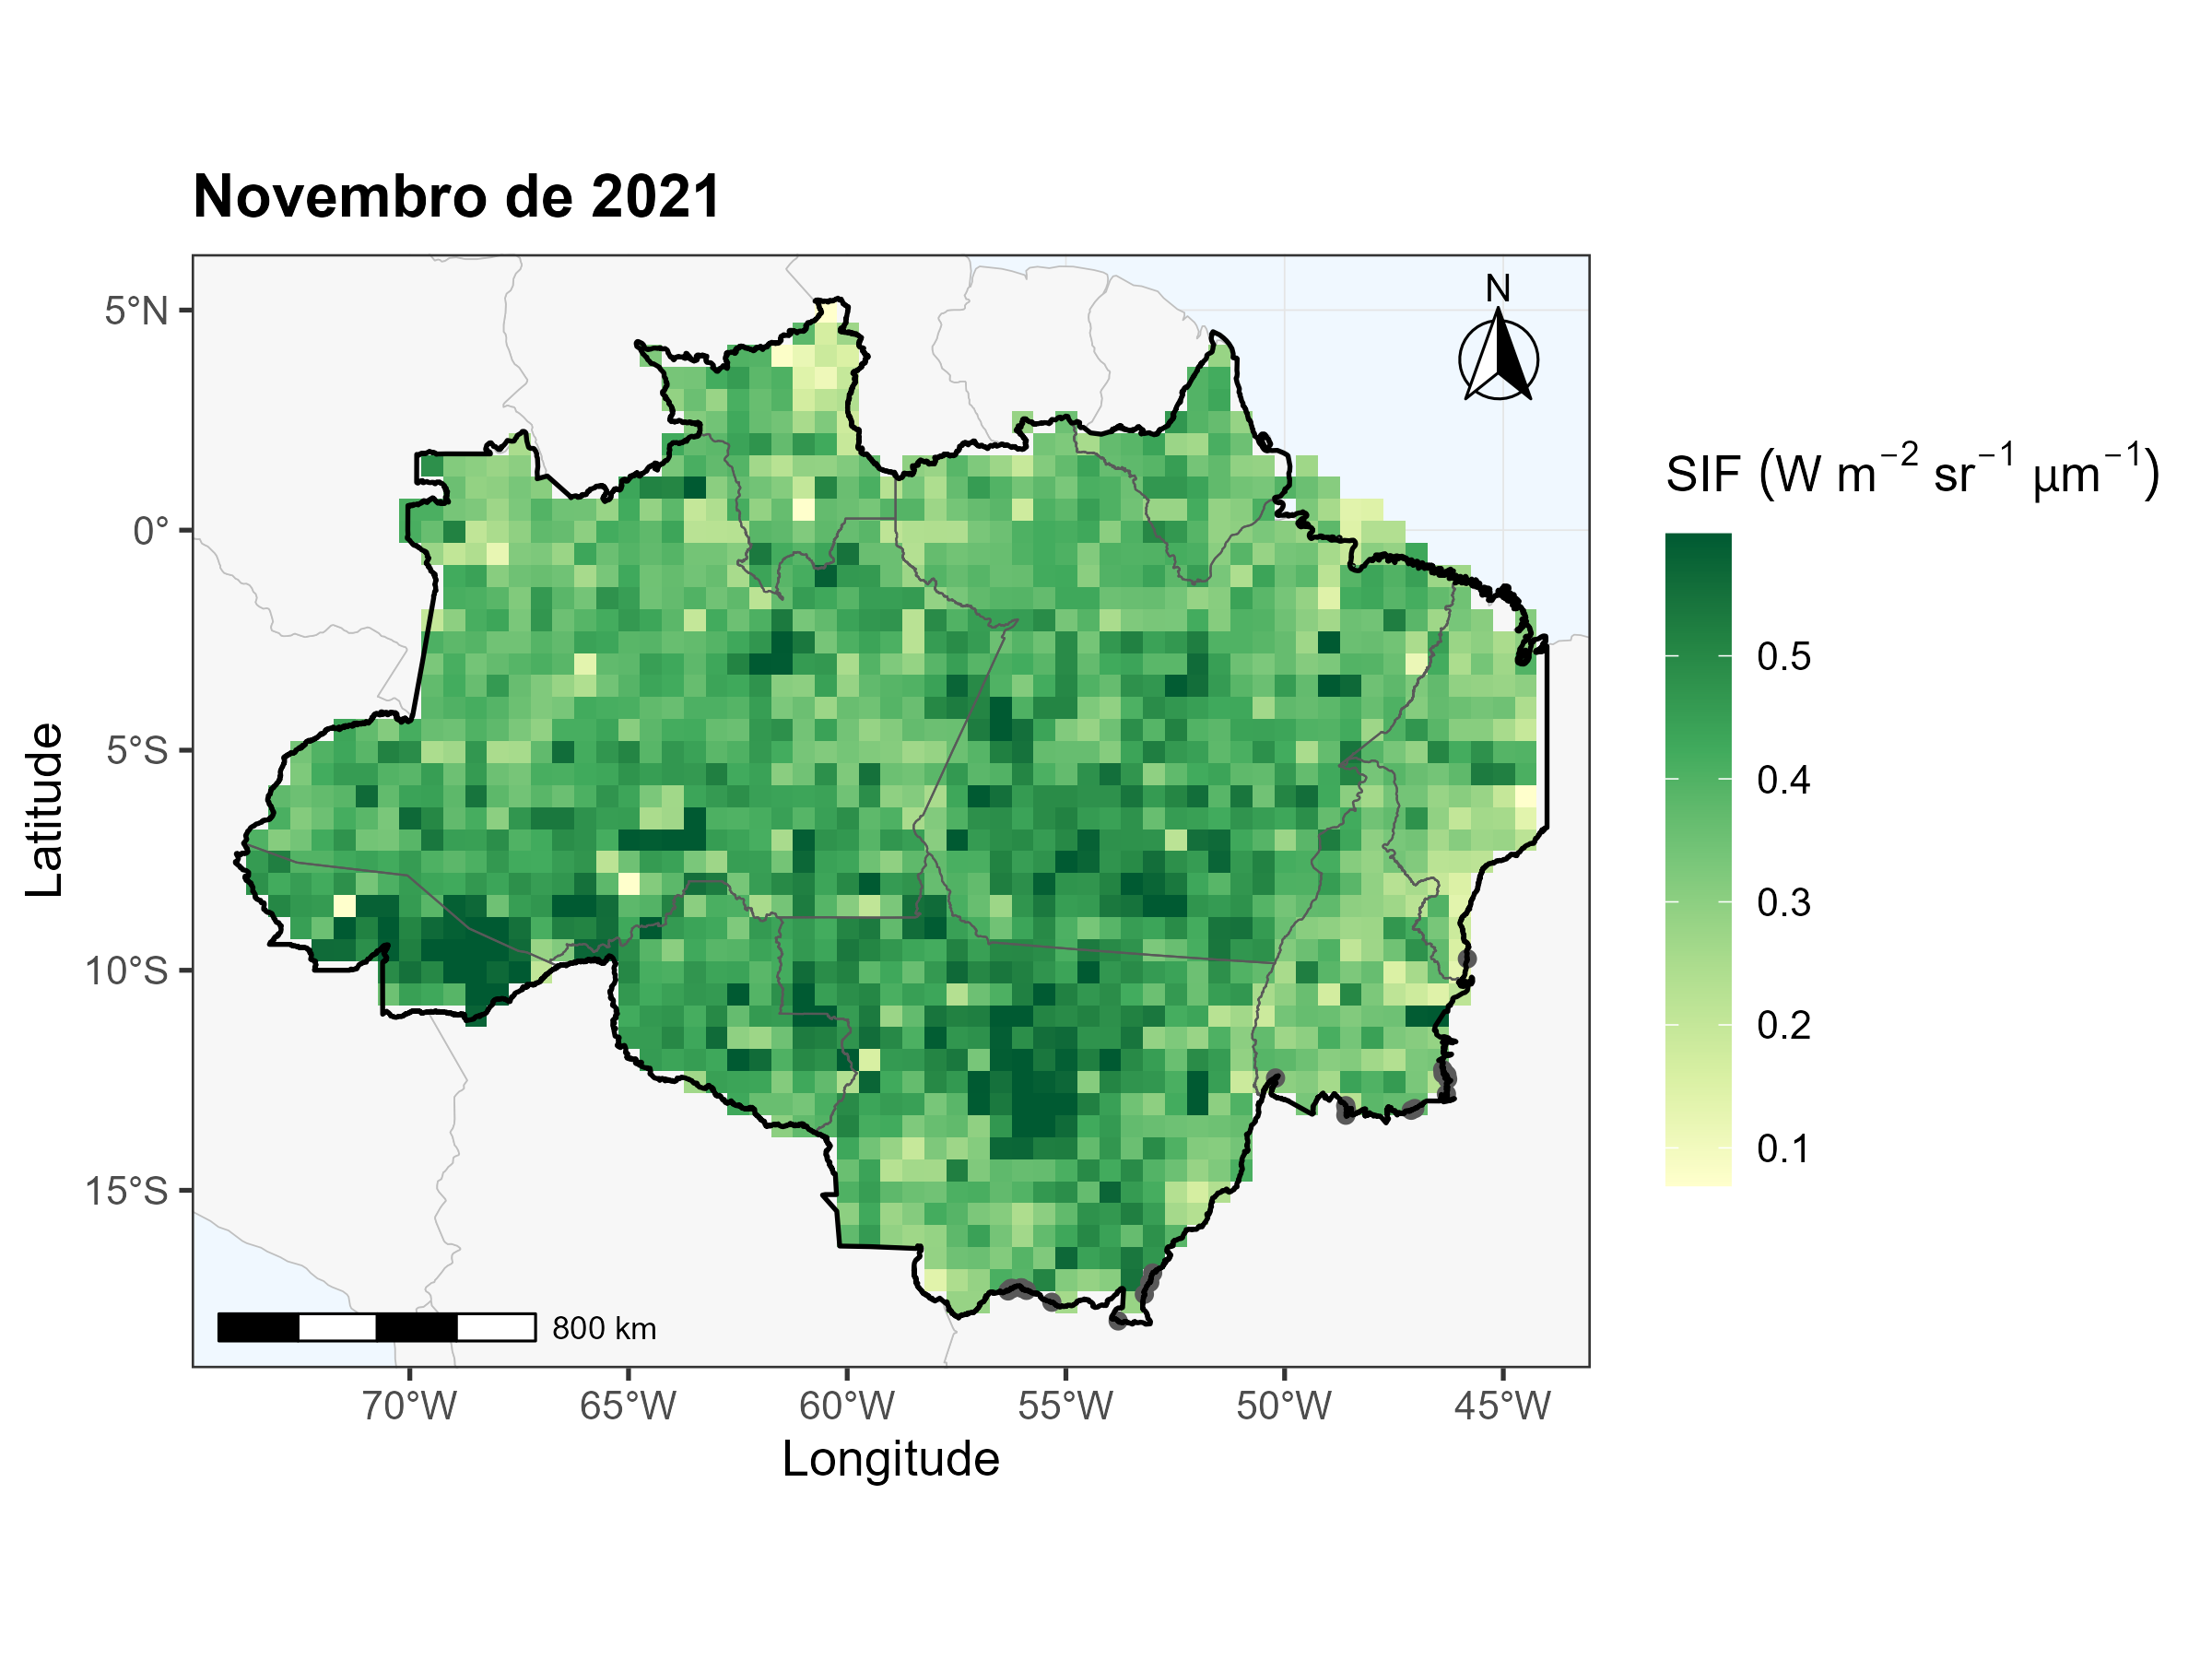 Novembro de 2021
N
5°N
0°
5°S
10°S
15°S
Latitude
800 km
70°W 65°W 60°W 55°W 50°W 45°W
Longitude
SIF (W m⁻² sr⁻¹ μm⁻¹)
0.5
0.4
0.3
0.2
0.1